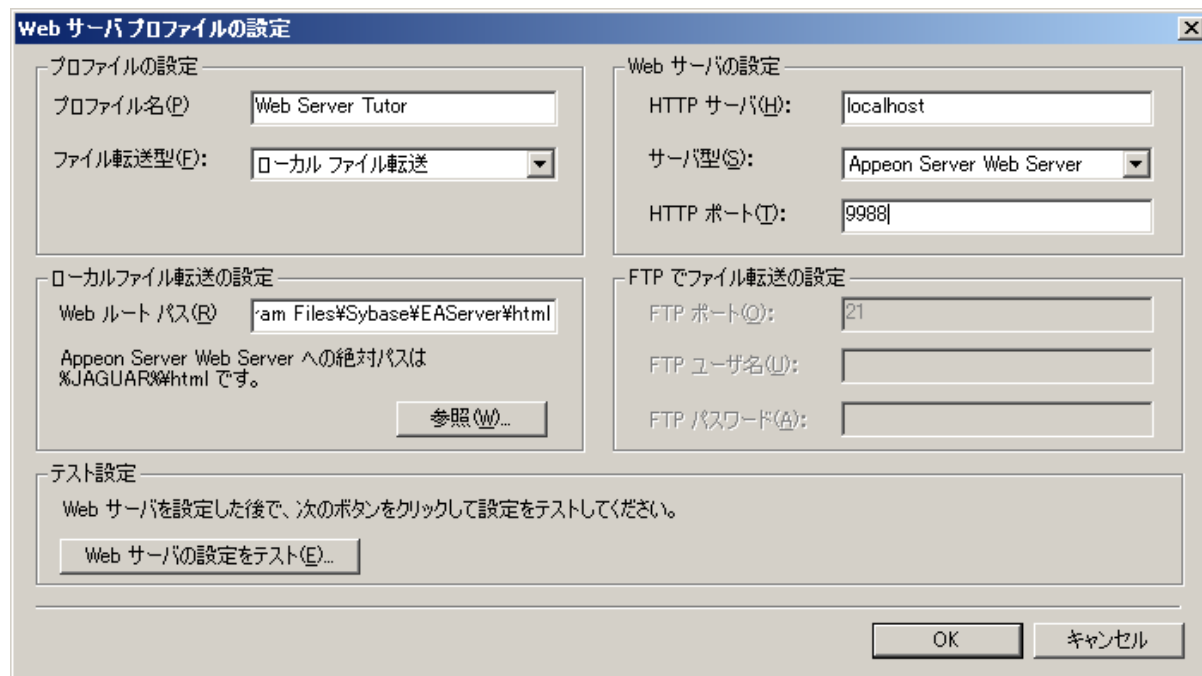 Web サーバ プロファイルの設定
プロファイルの設定
プロファイル名(P)
Web Server Tutor
ファイル転送型(F):
ローカル ファイル転送
Web サーバの設定
HTTP サーバ(H):
localhost
サーバ型(S):
Appeon Server Web Server
HTTP ポート(T):
9988
ローカルファイル転送の設定
Web ルート パス(R)
ram Files¥Sybase¥EAServer¥html
Appeon Server Web Server への絶対パスは
%JAGUAR%¥html です。
参照(W)...
FTP でファイル転送の設定
FTP ポート(O):
21
FTP ユーザ名(U):
FTP パスワード(A):
テスト設定
Web サーバを設定した後で、次のボタンをクリックして設定をテストしてください。
Web サーバの設定をテスト(E)...
OK
キャンセル